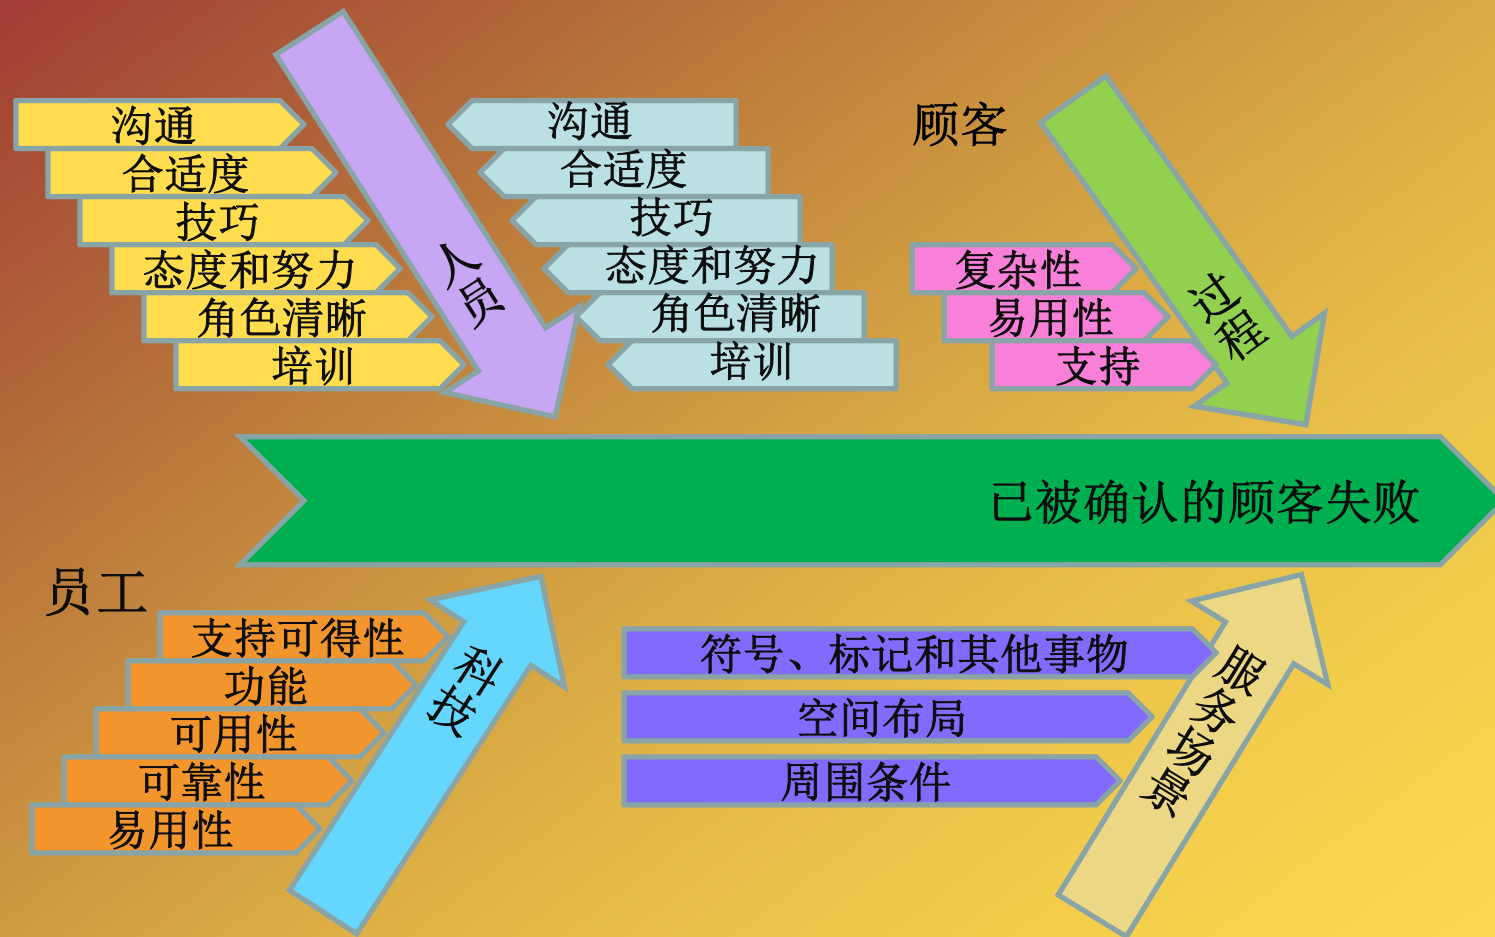 沟通
合适度
技巧
态度和努力
角色清晰
培训
人员
沟通
合适度
技巧
态度和努力
角色清晰
培训
顾客
复杂性
易用性
支持
过程
已被确认的顾客失败
员工
支持可得性
功能
可用性
可靠性
易用性
科技
符号、标记和其他事物
空间布局
周围条件
服务场景